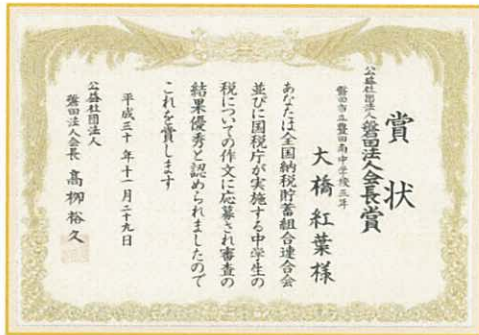 賞状
公益社団法人磐田法人会長賞
磐田市立豊田南中学校三年
大橋紅葉様
あなたは全国納税貯蓄組合連合会
並びに国税庁が実施する中学生の
税についての作文に応募され審査の
結果優秀と認められましたので
これを賞します
平成三十年十一月二十九日
公益社団法人
磐田法人会長 髙栁裕久